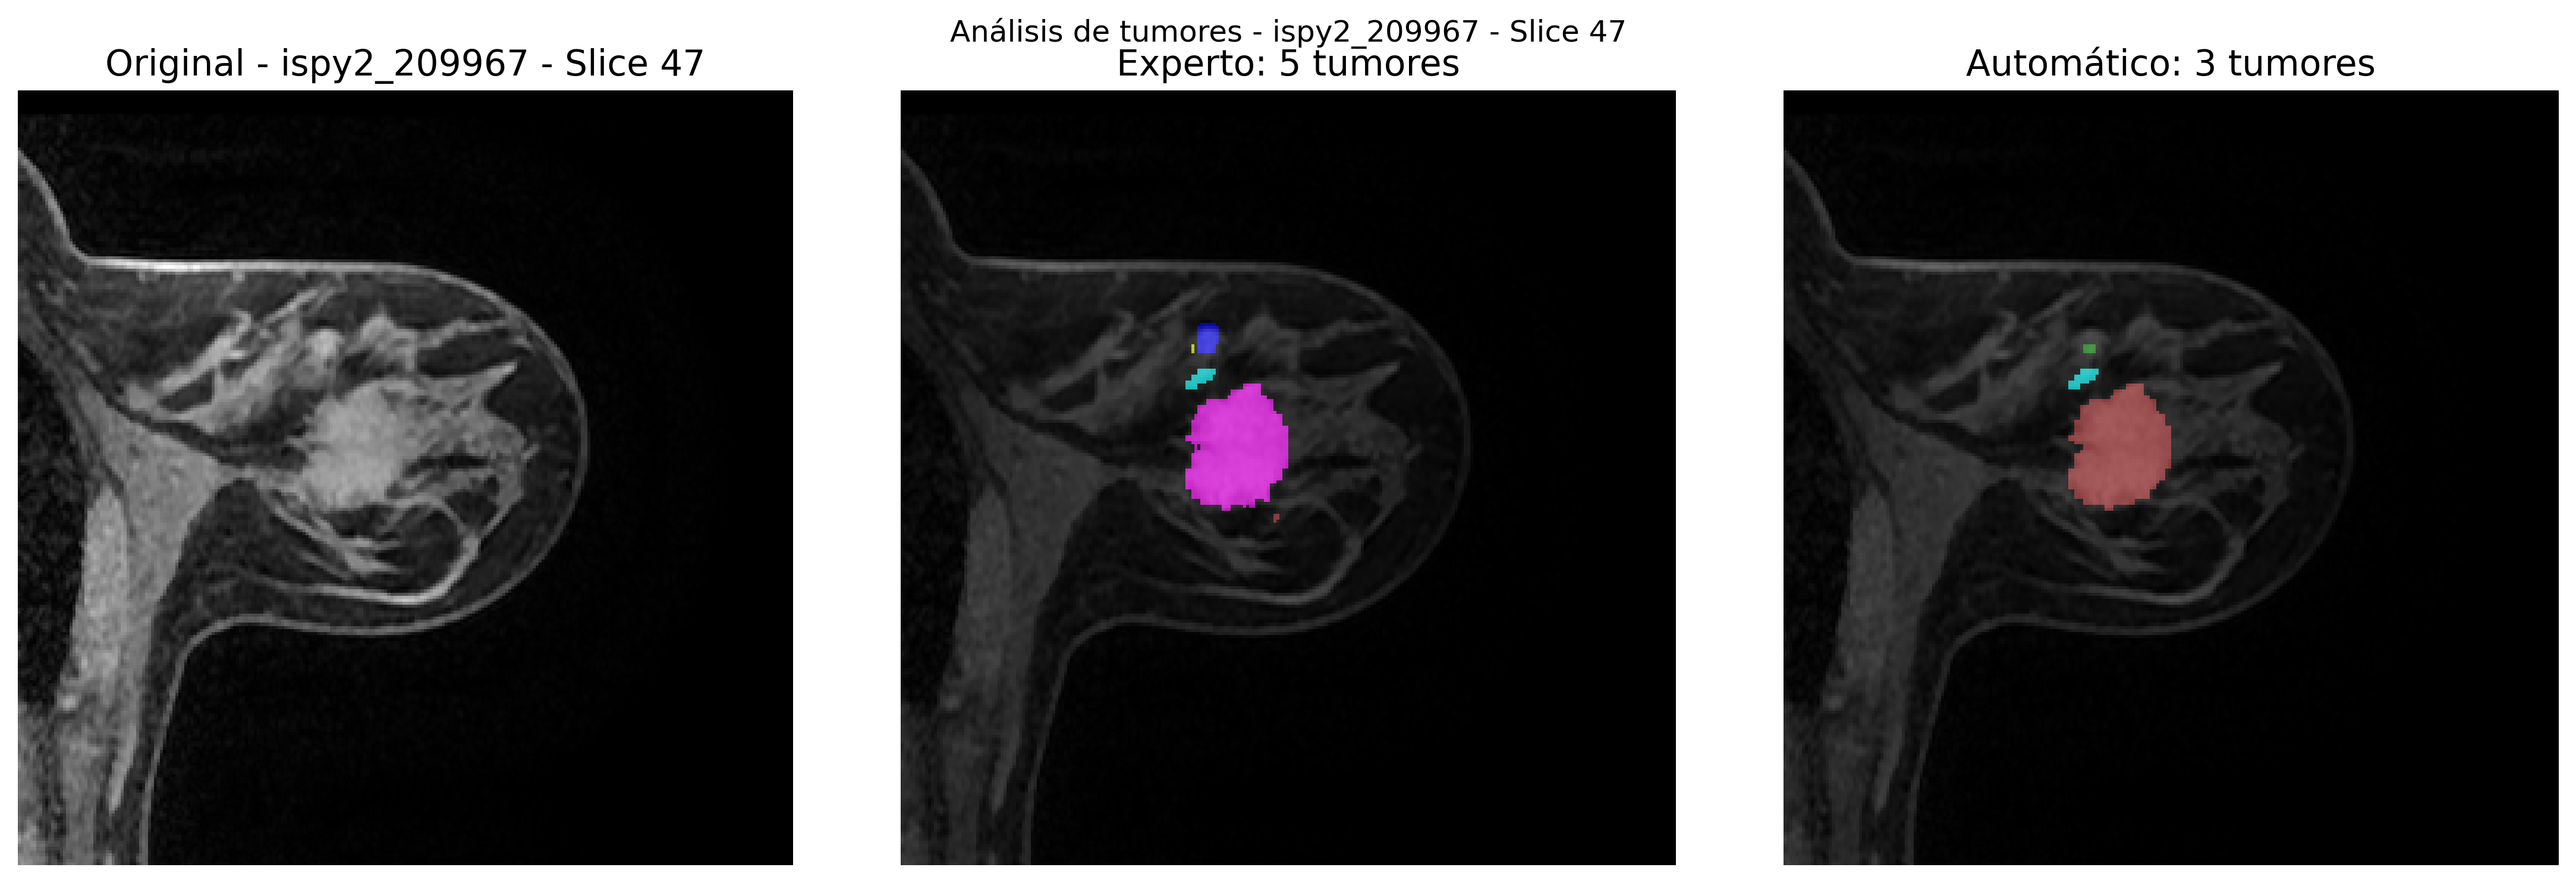 Análisis de tumores - ispy2_209967 - Slice 47
Original - ispy2_209967 - Slice 47
Experto: 5 tumores
Automático: 3 tumores